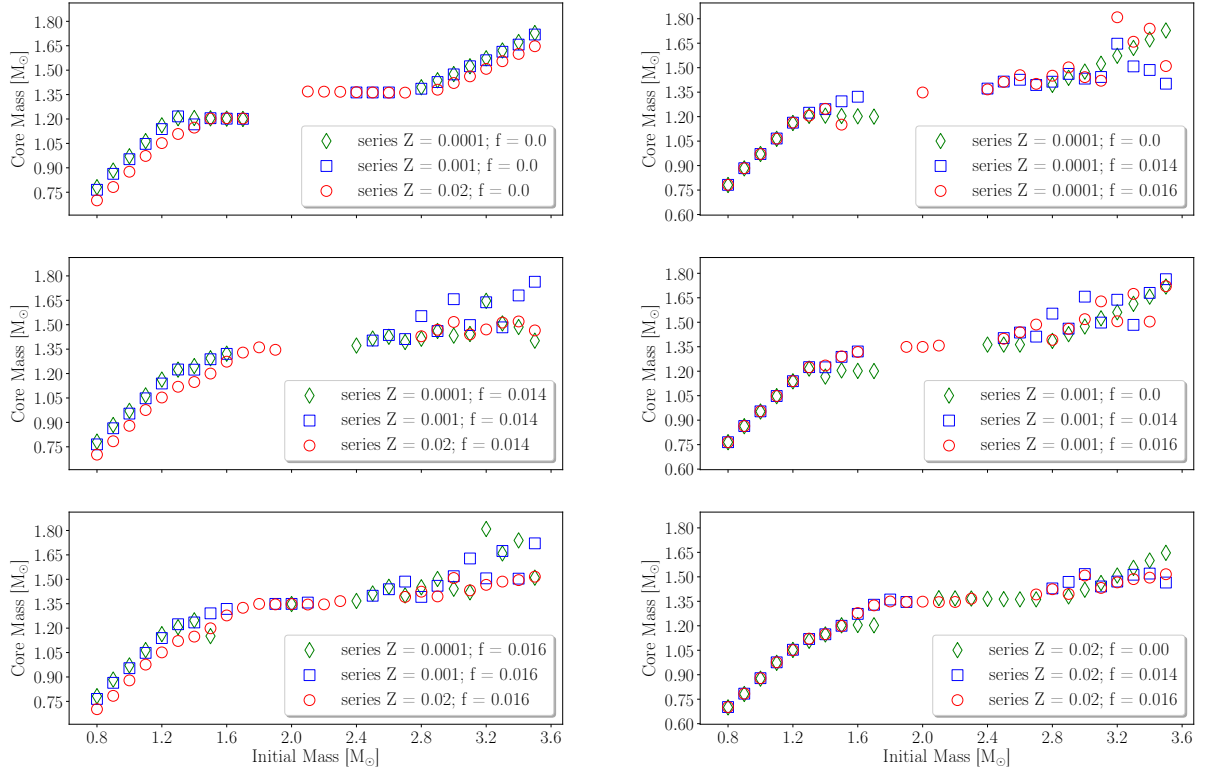 1.80
1.65
1.50
1.35
1.20
1.05
0.90
0.75
Core Mass [M⊙]
series Z = 0.0001; f = 0.0
series Z = 0.001; f = 0.0
series Z = 0.02; f = 0.0
1.80
1.65
1.50
1.35
1.20
1.05
0.90
0.75
0.60
Core Mass [M⊙]
series Z = 0.0001; f = 0.0
series Z = 0.0001; f = 0.014
series Z = 0.0001; f = 0.016
1.80
1.65
1.50
1.35
1.20
1.05
0.90
0.75
Core Mass [M⊙]
series Z = 0.0001; f = 0.014
series Z = 0.001; f = 0.014
series Z = 0.02; f = 0.014
1.80
1.65
1.50
1.35
1.20
1.05
0.90
0.75
0.60
Core Mass [M⊙]
series Z = 0.001; f = 0.0
series Z = 0.001; f = 0.014
series Z = 0.001; f = 0.016
1.80
1.65
1.50
1.35
1.20
1.05
0.90
0.75
Core Mass [M⊙]
series Z = 0.0001; f = 0.016
series Z = 0.001; f = 0.016
series Z = 0.02; f = 0.016
0.8 1.2 1.6 2.0 2.4 2.8 3.2 3.6
Initial Mass [M⊙]
1.80
1.65
1.50
1.35
1.20
1.05
0.90
0.75
0.60
Core Mass [M⊙]
series Z = 0.02; f = 0.00
series Z = 0.02; f = 0.014
series Z = 0.02; f = 0.016
0.8 1.2 1.6 2.0 2.4 2.8 3.2 3.6
Initial Mass [M⊙]